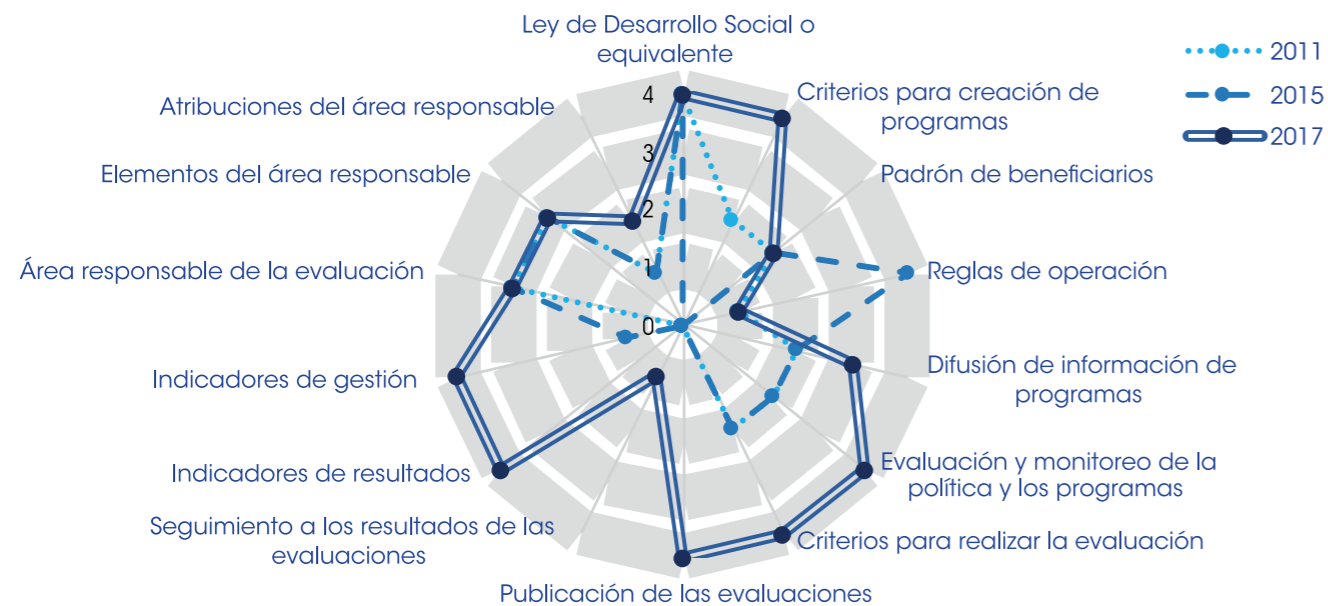 Ley de Desarrollo Social o
equivalente
2011
2015
2017
Criterios para creación de
programas
Padrón de beneficiarios
Reglas de operación
Difusión de información de
programas
Evaluación y monitoreo de la
política y los programas
Criterios para realizar la evaluación
Publicación de las evaluaciones
Seguimiento a los resultados de las
evaluaciones
Indicadores de resultados
Indicadores de gestión
Área responsable de la evaluación
Elementos del área responsable
Atribuciones del área responsable
4
3
2
1
0